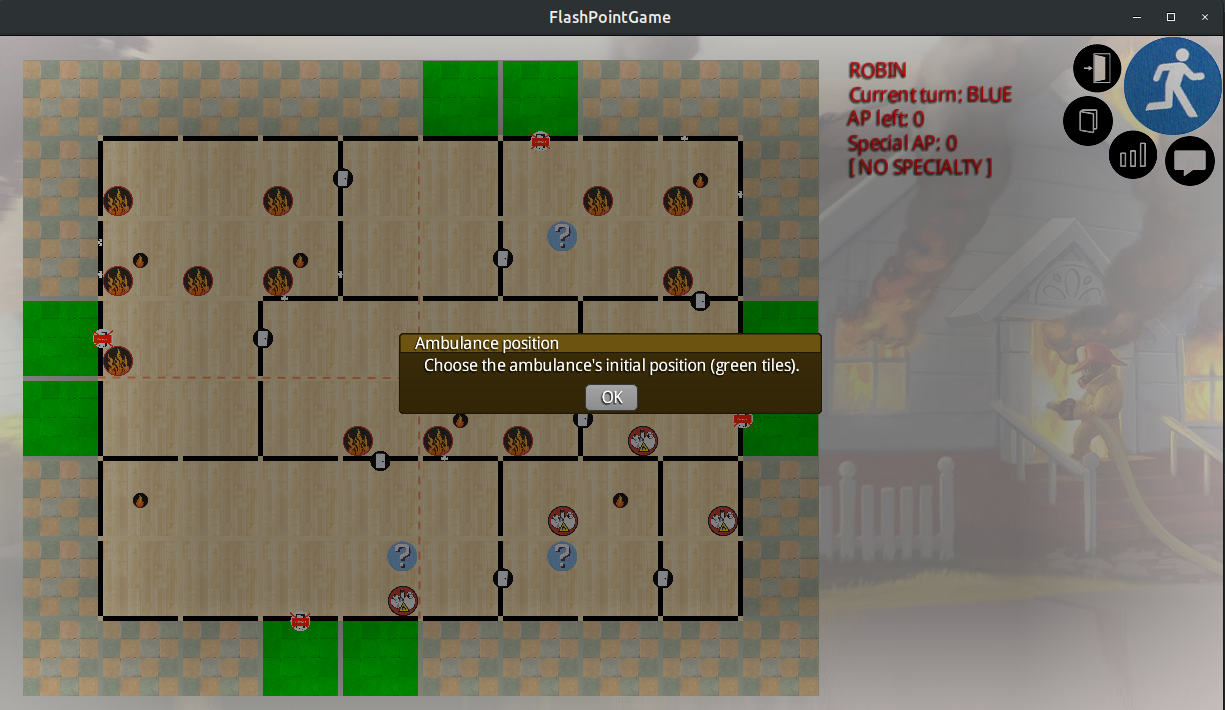 FlashPointGame
ROBIN
Current turn: BLUE
AP left: 0
Special AP: 0
[ NO SPECIALTY ]
?
Ambulance position
Choose the ambulance's initial position (green tiles).
OK
?
?